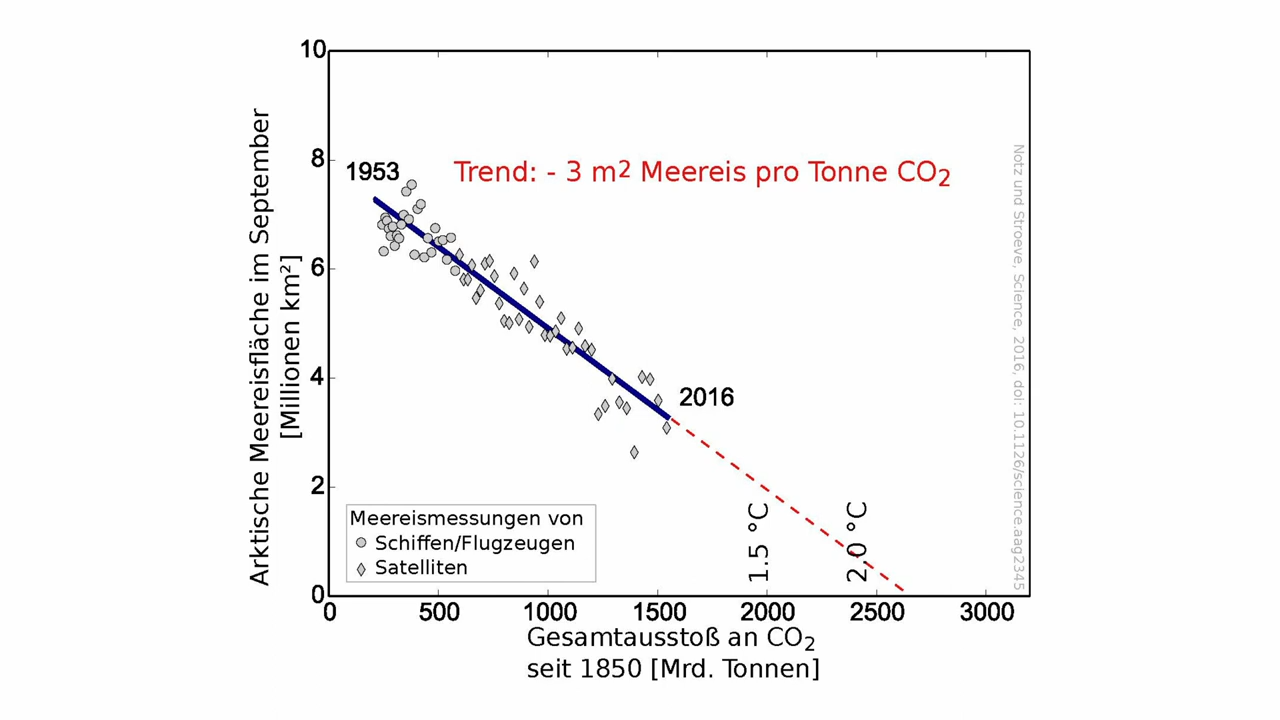 10
8
6
4
2
0
Arktische Meereisfläche im September
[Millionen km²]
1953
Trend: - 3 m² Meereis pro Tonne CO₂
2016
1.5 °C
2.0 °C
Meereismessungen von
Schiffen/Flugzeugen
Satelliten
0 500 1000 1500 2000 2500 3000
Gesamtausstoß an CO₂
seit 1850 [Mrd. Tonnen]
Notz und Stroeve, Science, 2016, doi: 10.1126/science.aag2345